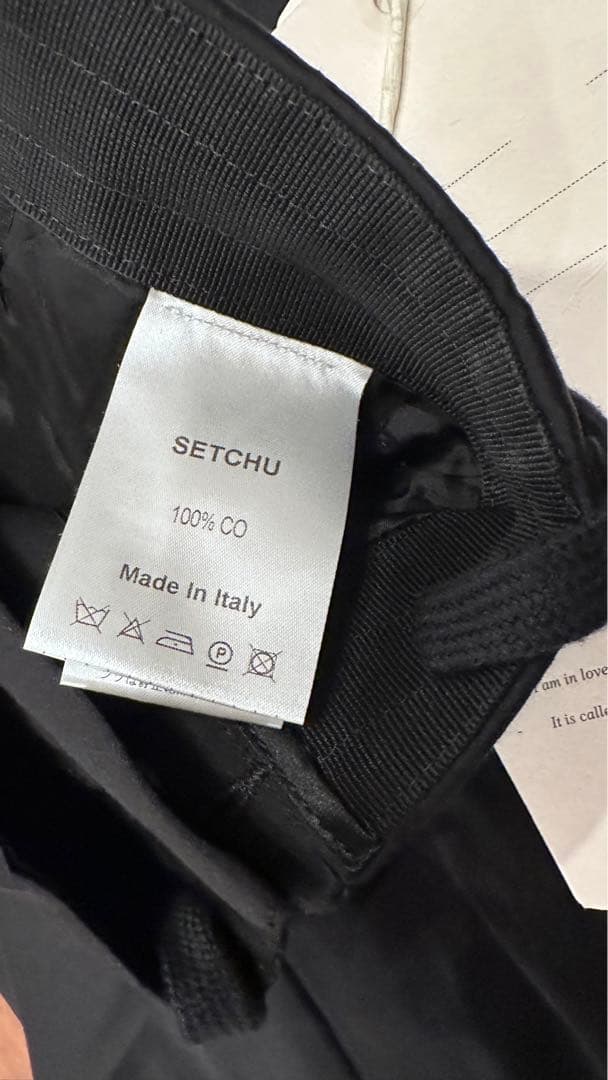 SETCHU
100% CO
Made In Italy
P
am in love
It is calle